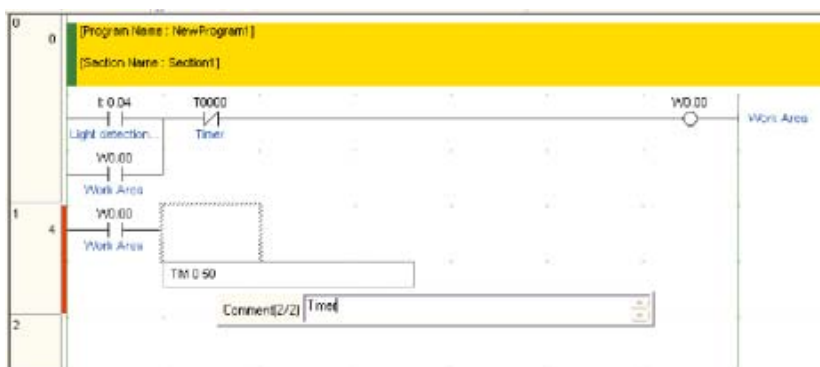 0
0
[Program Name : NewProgram1]
[Section Name : Section1]
I: 0.04 T0000 W0.00
Light detection... Timer Work Area
W0.00
Work Area
1
4
W0.00
Work Area
TIM 0 50
Comment(2/2) Timer
2